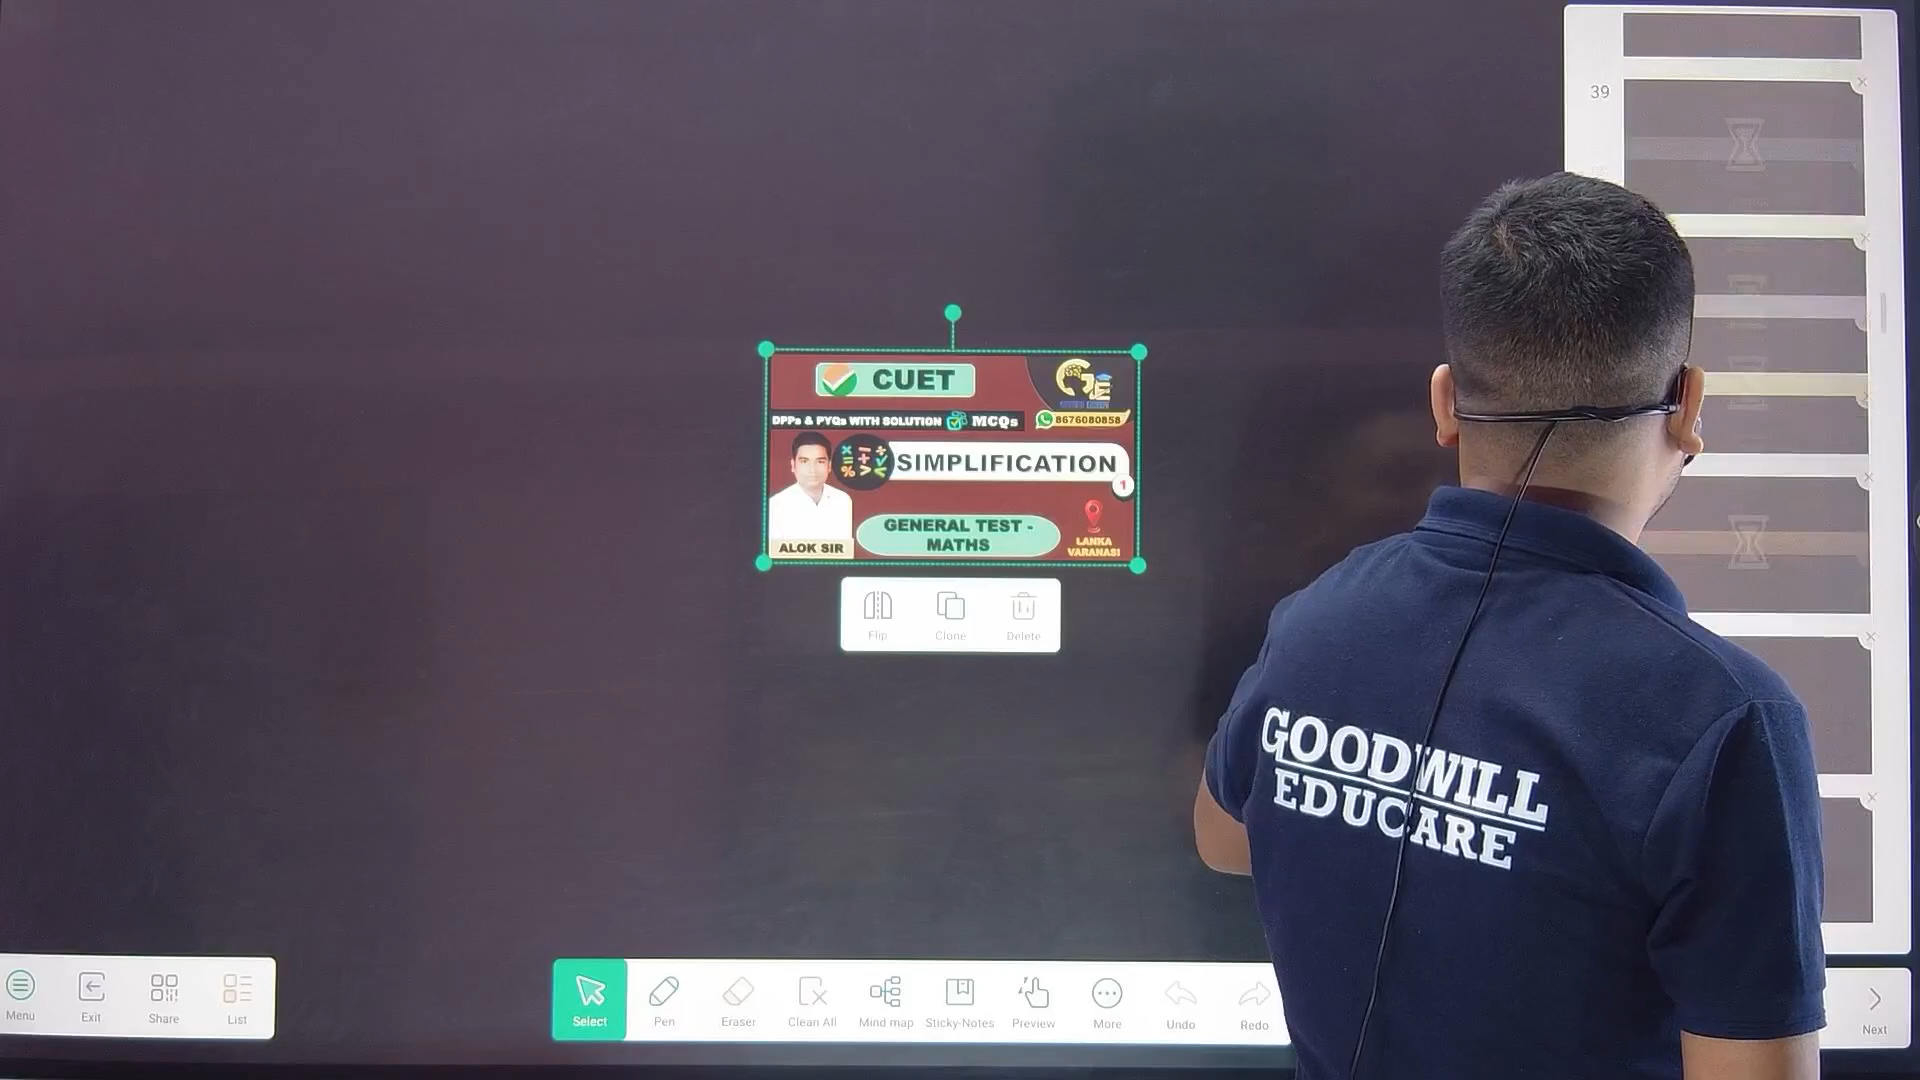 39
CUET
DPPs & PYQs WITH SOLUTION MCQs
8676080858
SIMPLIFICATION
1
GENERAL TEST -
MATHS
ALOK SIR
LANKA
VARANASI
Flip Clone Delete
GOODWILL
EDUCARE
Menu Exit Share List
Select Pen Eraser Clean All Mind map Sticky-Notes Preview More Undo Redo Next